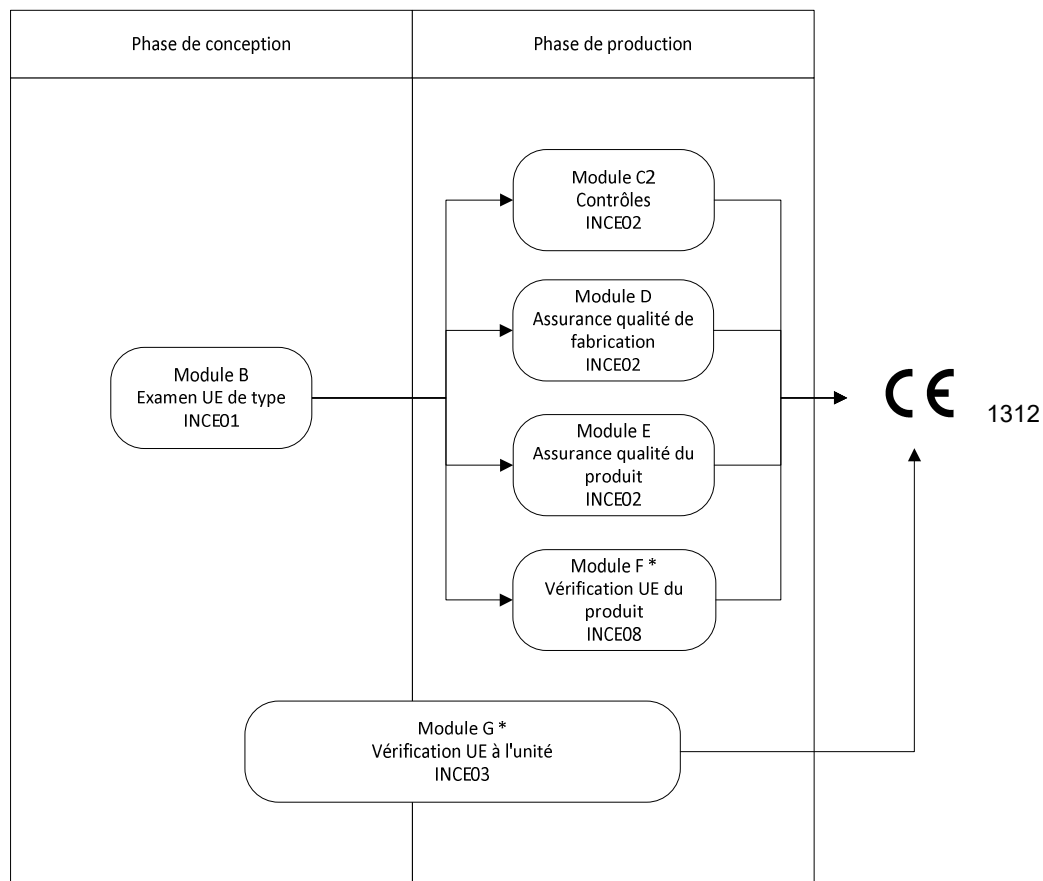 Phase de conception
Phase de production
Module C2
Contrôles
INCE02
Module D
Assurance qualité de
fabrication
INCE02
Module B
Examen UE de type
INCE01
CE
1312
Module E
Assurance qualité du
produit
INCE02
Module F *
Vérification UE du
produit
INCE08
Module G *
Vérification UE à l'unité
INCE03